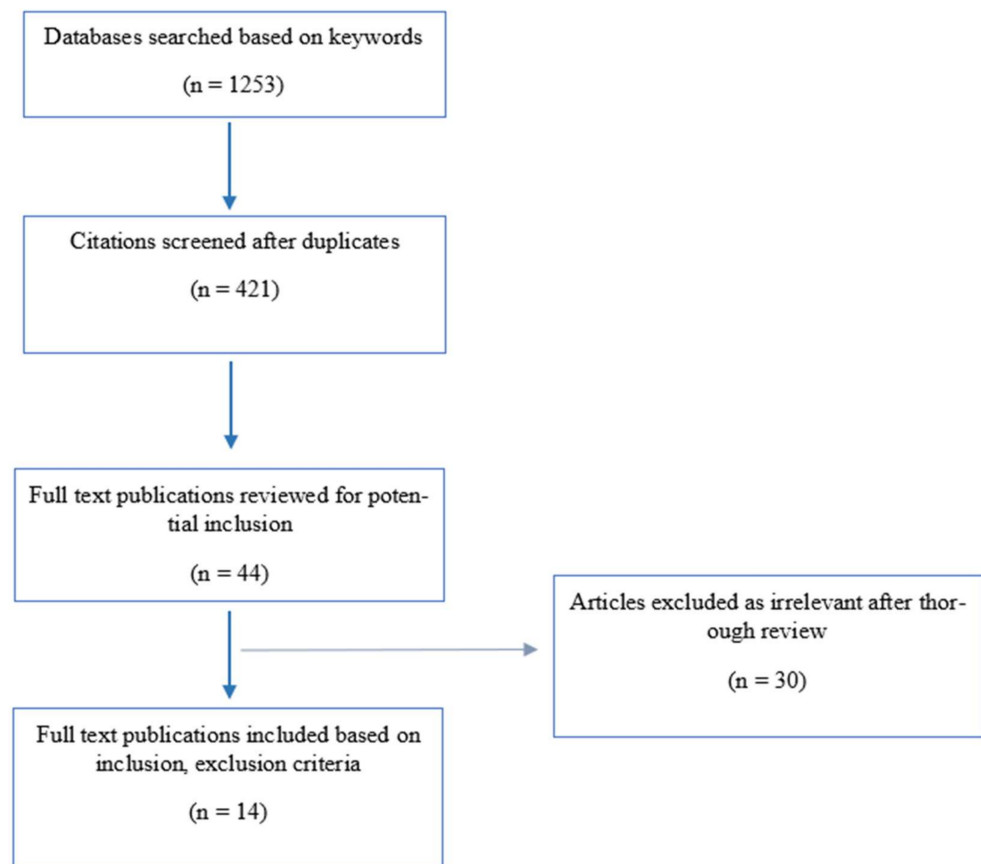 Databases searched based on keywords
(n = 1253)
Citations screened after duplicates
(n = 421)
Full text publications reviewed for poten-
tial inclusion
(n = 44)
Articles excluded as irrelevant after thor-
ough review
(n = 30)
Full text publications included based on
inclusion, exclusion criteria
(n = 14)